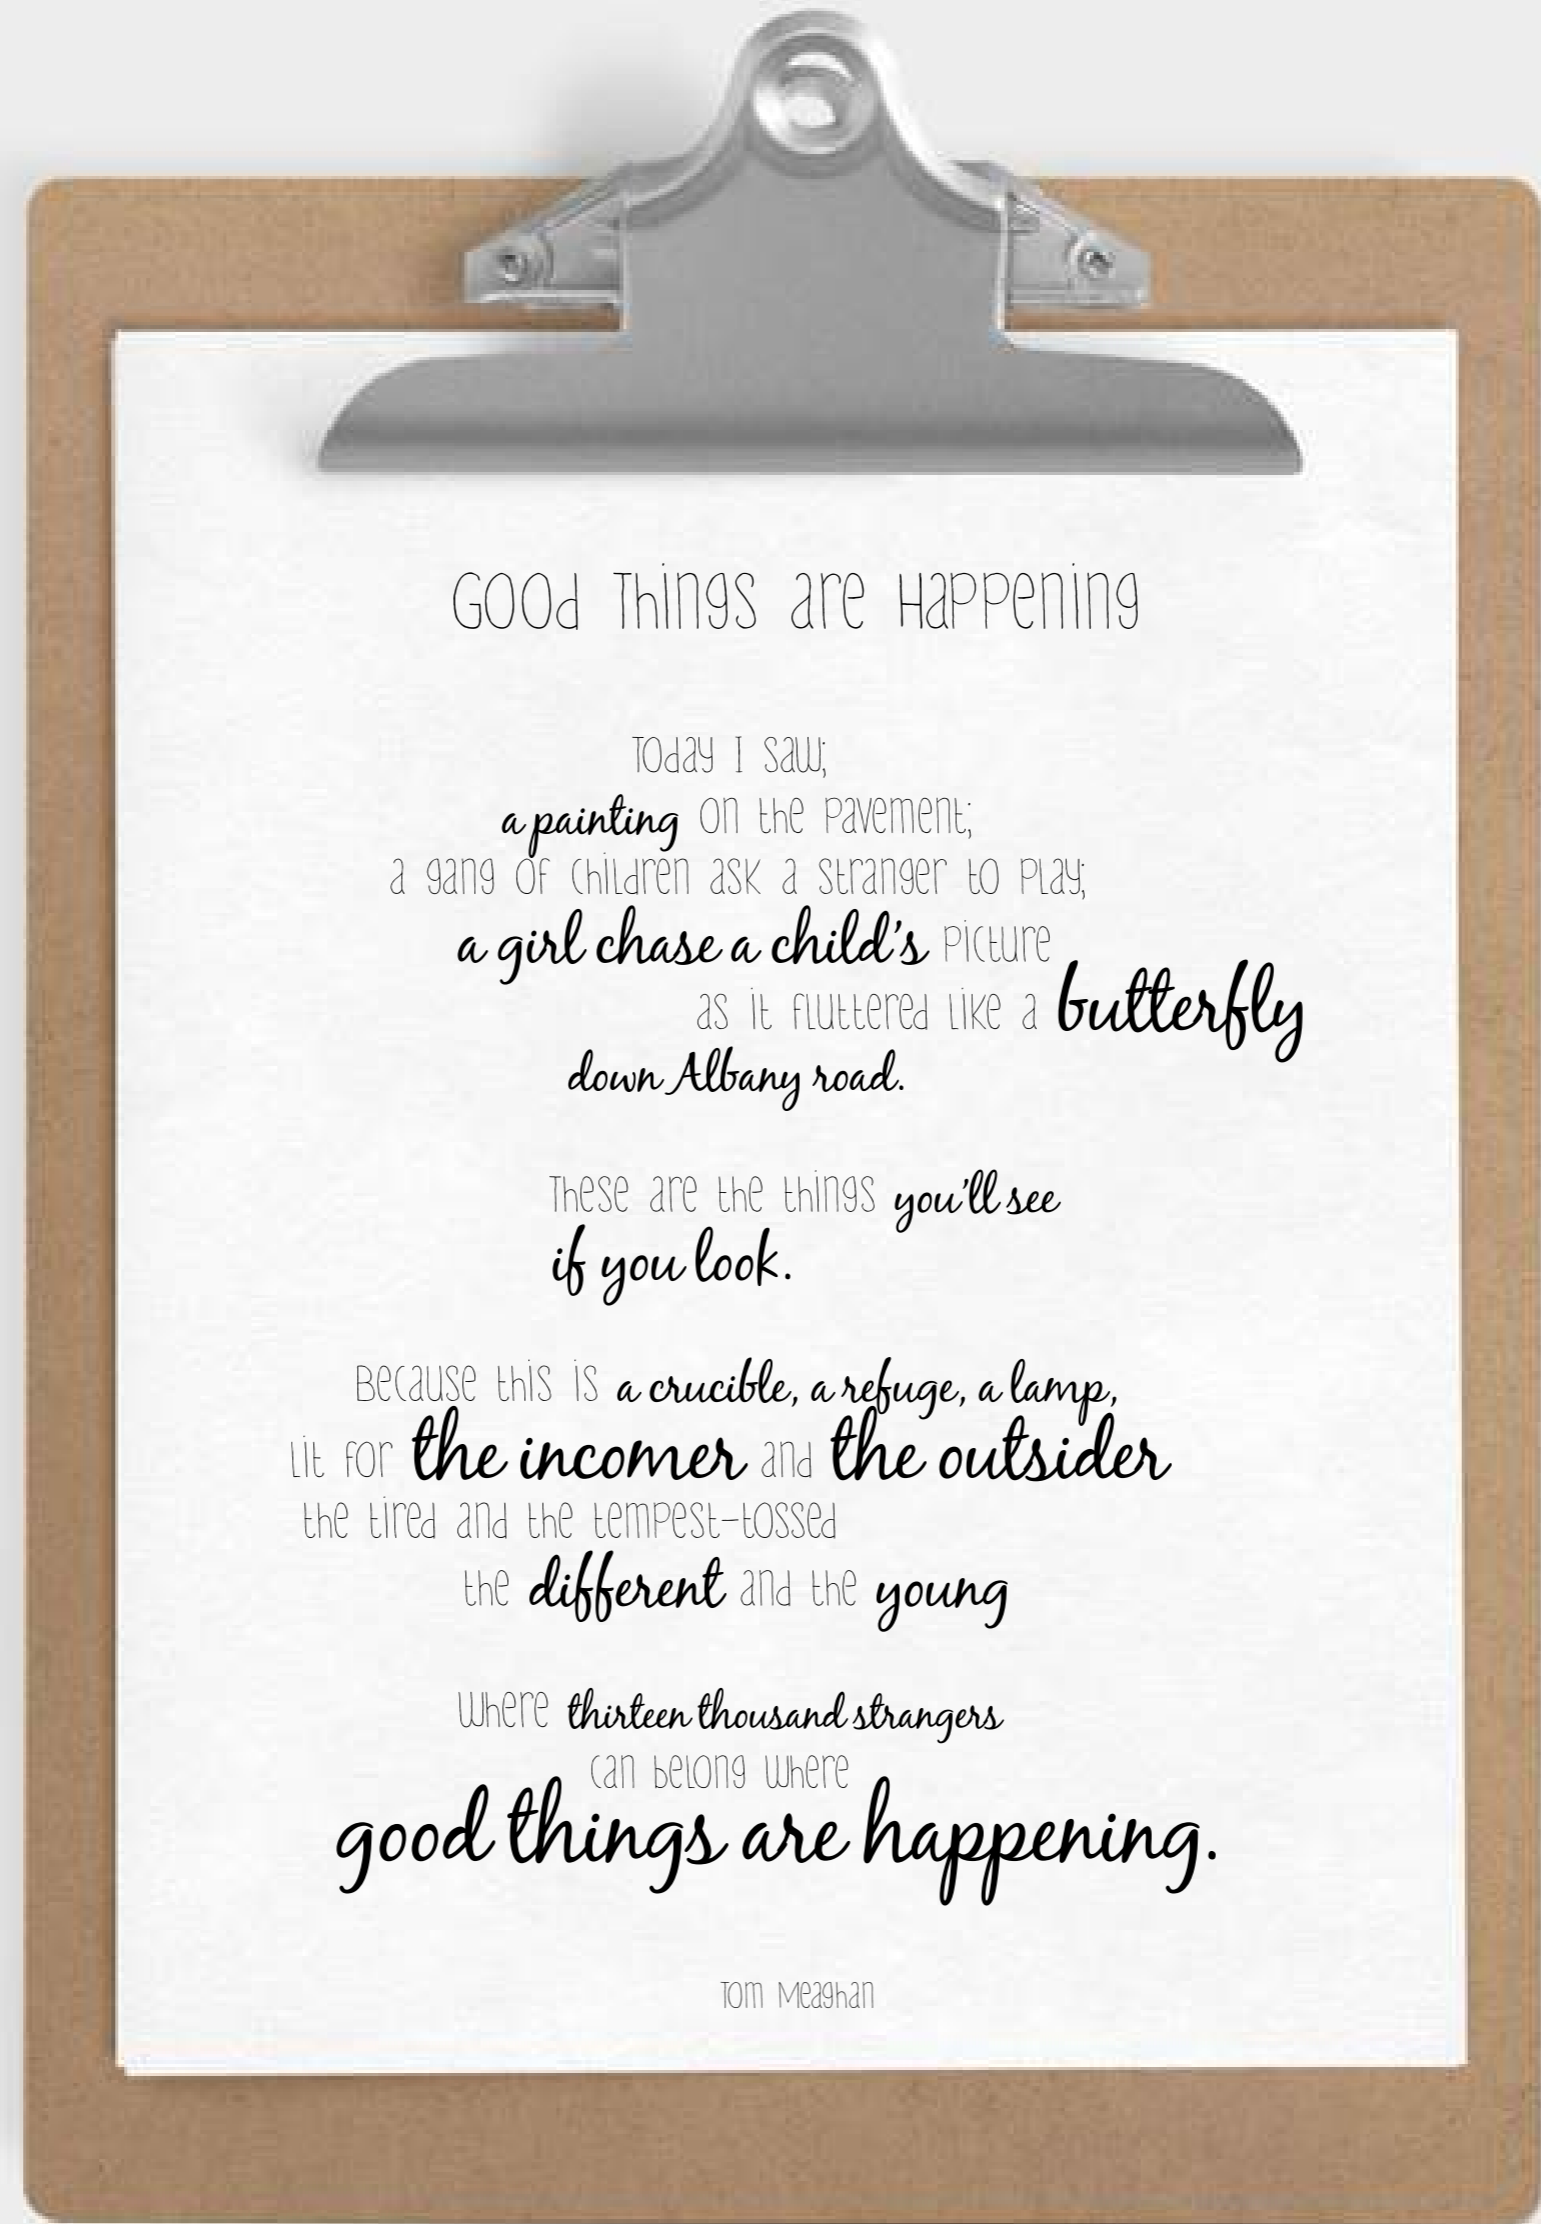 Good Things are Happening
Today I saw;
a painting on the pavement;
a gang of children ask a stranger to play;
a girl chase a child's picture
as it fluttered like a butterfly
down Albany road.
These are the things you'll see
if you look.
Because this is a crucible, a refuge, a lamp,
Lit for the incomer and the outsider
the tired and the tempest-tossed
the different and the young
Where thirteen thousand strangers
can belong where
good things are happening.
Tom Meaghan